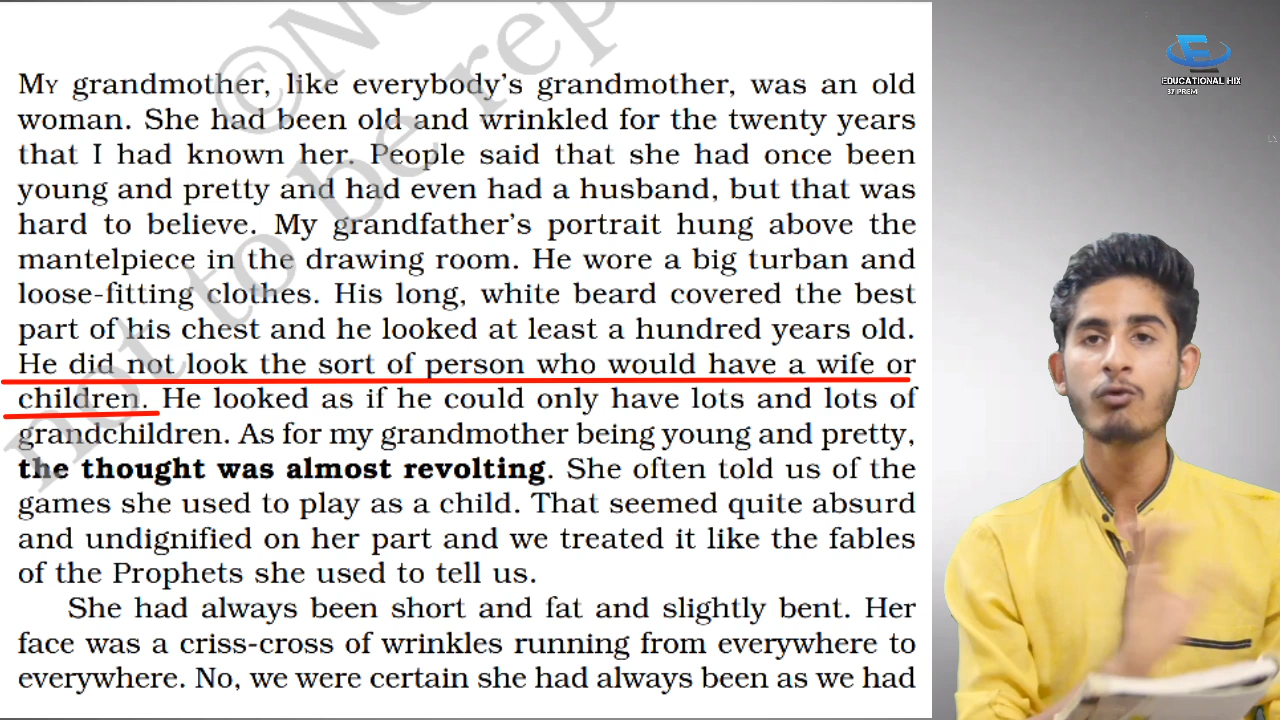 My grandmother, like everybody's grandmother, was an old
woman. She had been old and wrinkled for the twenty years
that I had known her. People said that she had once been
young and pretty and had even had a husband, but that was
hard to believe. My grandfather's portrait hung above the
mantelpiece in the drawing room. He wore a big turban and
loose-fitting clothes. His long, white beard covered the best
part of his chest and he looked at least a hundred years old.
He did not look the sort of person who would have a wife or
children. He looked as if he could only have lots and lots of
grandchildren. As for my grandmother being young and pretty,
the thought was almost revolting. She often told us of the
games she used to play as a child. That seemed quite absurd
and undignified on her part and we treated it like the fables
of the Prophets she used to tell us.
She had always been short and fat and slightly bent. Her
face was a criss-cross of wrinkles running from everywhere to
everywhere. No, we were certain she had always been as we had
©N
not to be rep
E
EDUCATIONAL HIX
BY PREM